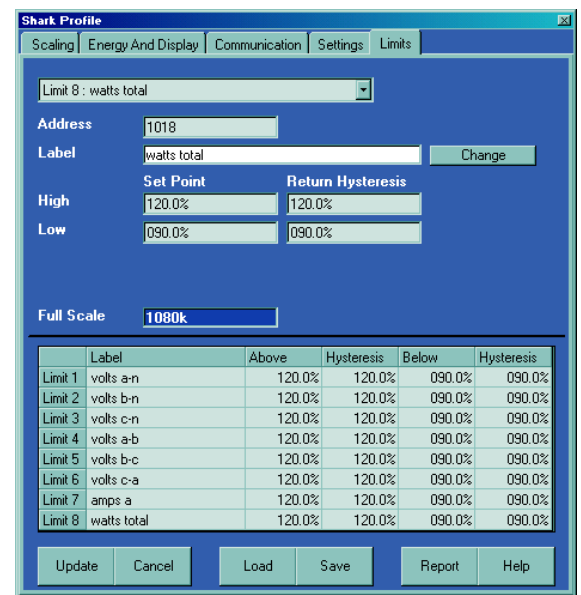 Shark Profile
Scaling Energy And Display Communication Settings Limits
Limit 8 : watts total
Address 1018
Label watts total Change
Set Point Return Hysteresis
High 120.0% 120.0%
Low 090.0% 090.0%
Full Scale 1080k
Label Above Hysteresis Below Hysteresis
Limit 1 volts a-n 120.0% 120.0% 090.0% 090.0%
Limit 2 volts b-n 120.0% 120.0% 090.0% 090.0%
Limit 3 volts c-n 120.0% 120.0% 090.0% 090.0%
Limit 4 volts a-b 120.0% 120.0% 090.0% 090.0%
Limit 5 volts b-c 120.0% 120.0% 090.0% 090.0%
Limit 6 volts c-a 120.0% 120.0% 090.0% 090.0%
Limit 7 amps a 120.0% 120.0% 090.0% 090.0%
Limit 8 watts total 120.0% 120.0% 090.0% 090.0%
Update Cancel Load Save Report Help